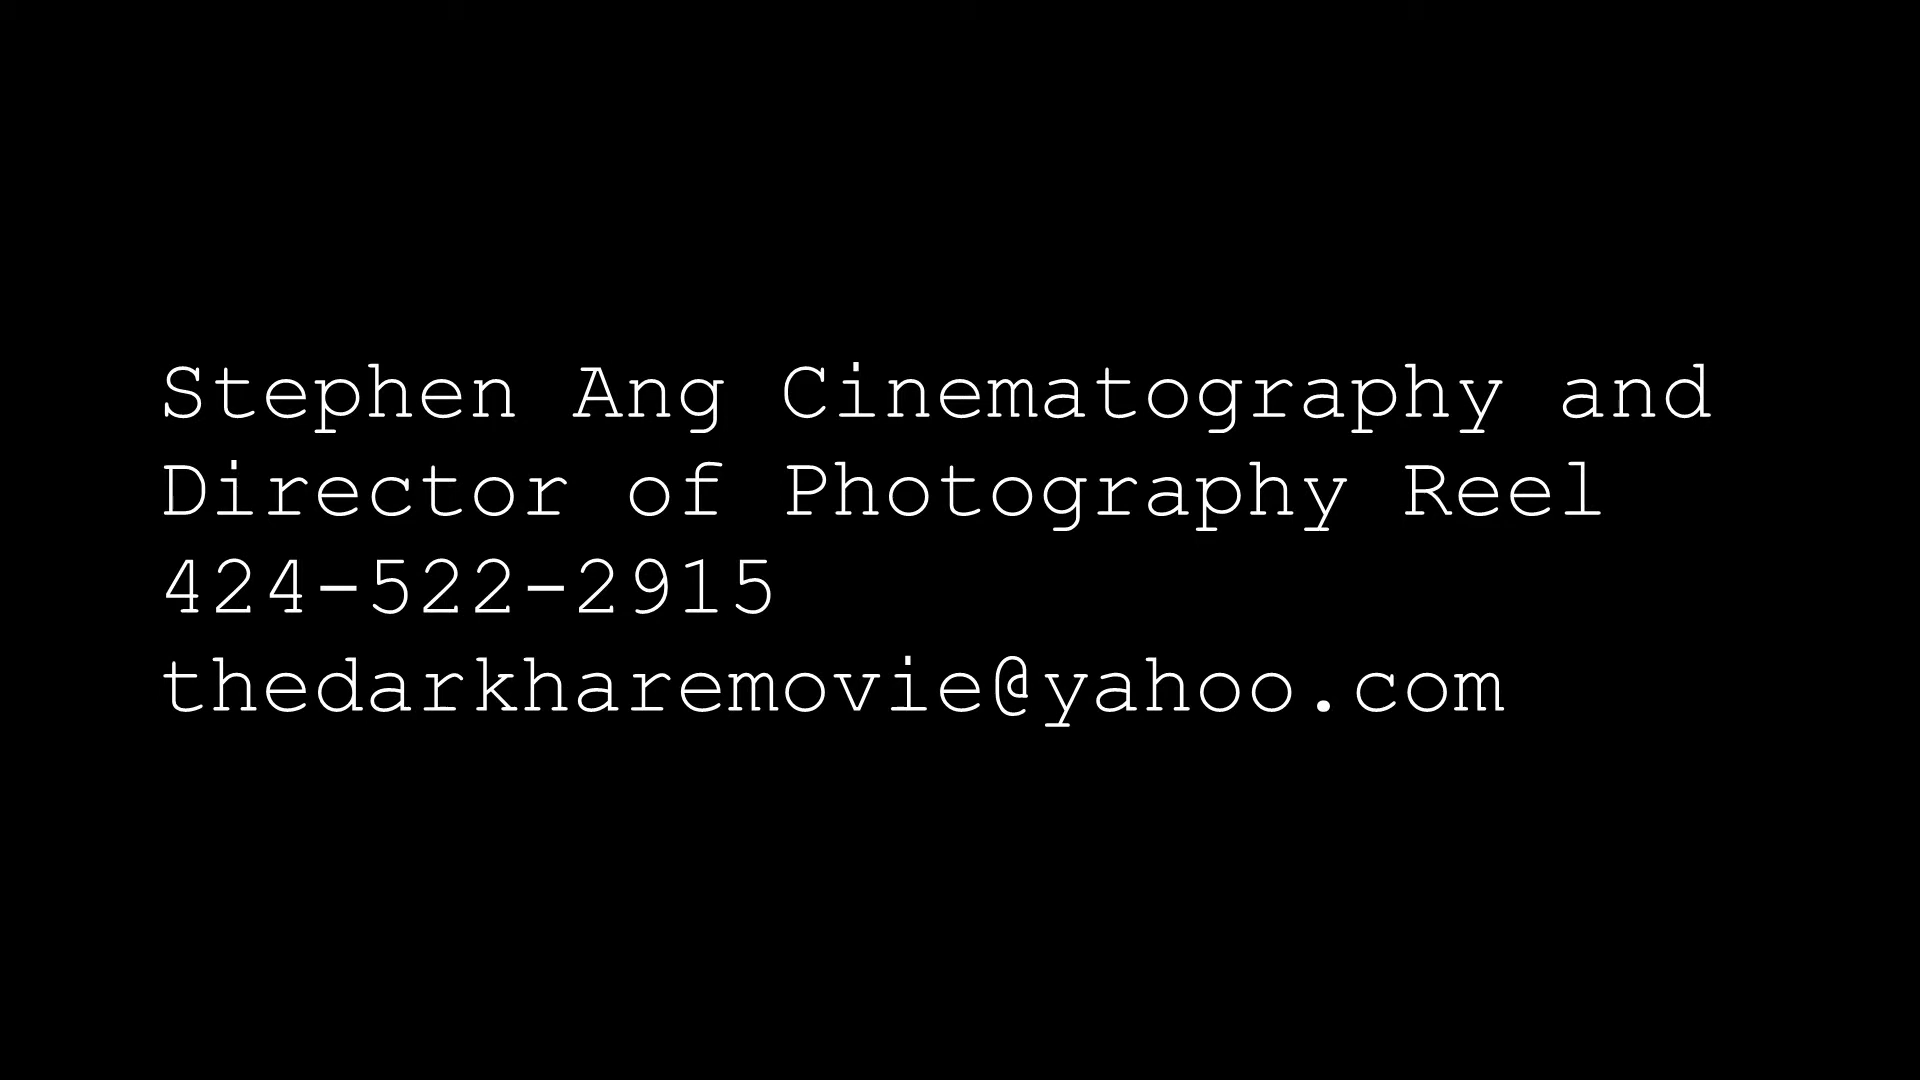 Stephen Ang Cinematography and
Director of Photography Reel
424-522-2915
thedarkharemovie@yahoo.com